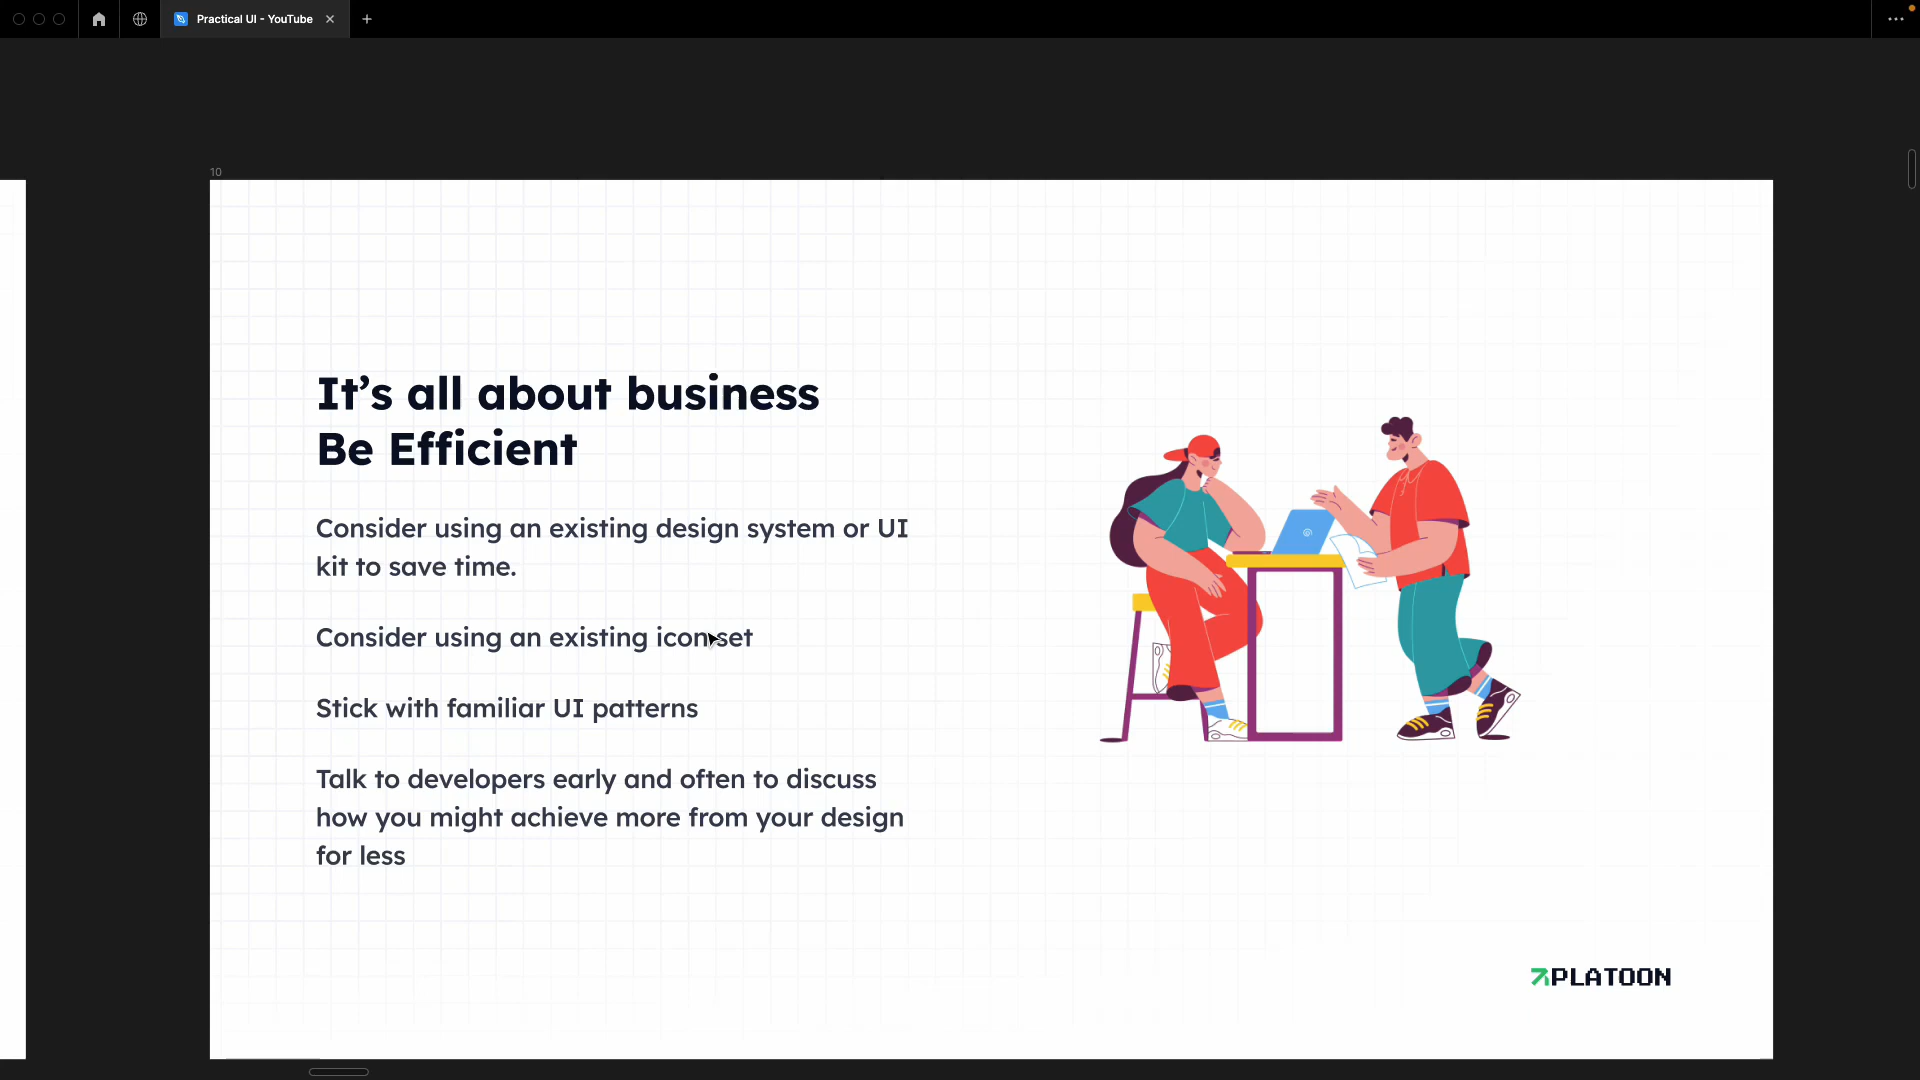 Practical UI - YouTube
10
It’s all about business
Be Efficient
Consider using an existing design system or UI
kit to save time.
Consider using an existing icon set
Stick with familiar UI patterns
Talk to developers early and often to discuss
how you might achieve more from your design
for less
PLATOON